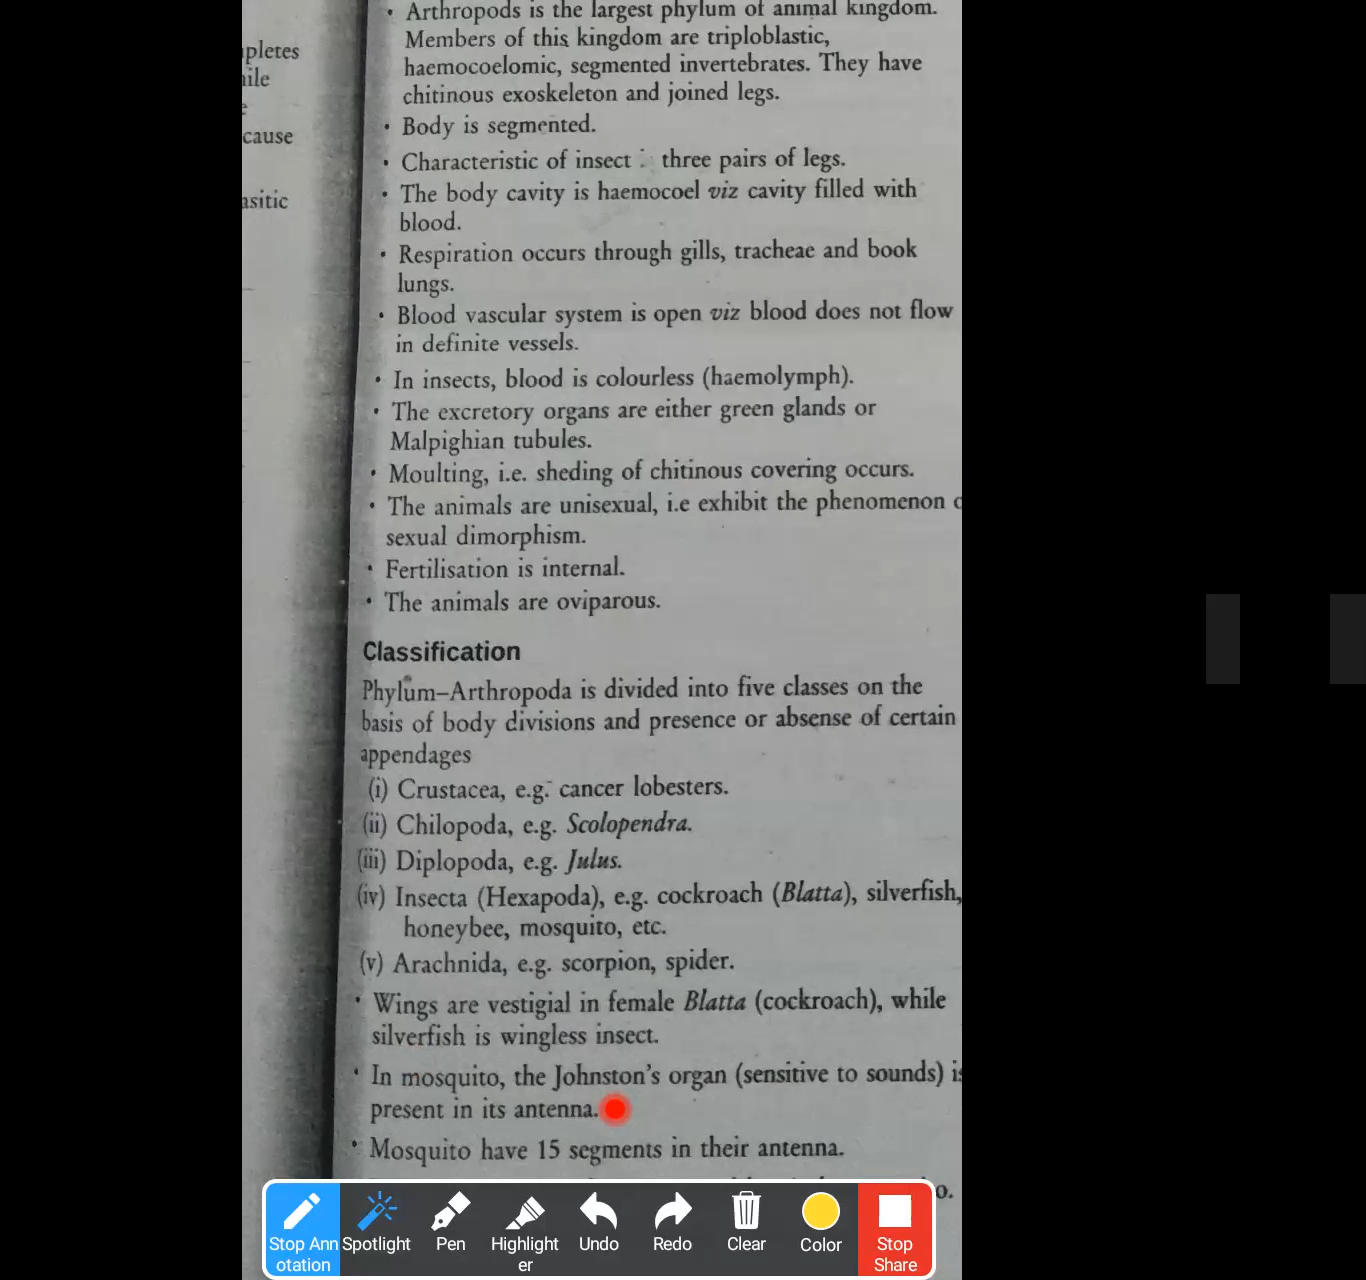 pletes
ile
cause
asitic
• Arthropods is the largest phylum of animal kingdom.
Members of this kingdom are triploblastic,
haemocoelomic, segmented invertebrates. They have
chitinous exoskeleton and joined legs.
• Body is segmented.
• Characteristic of insect : three pairs of legs.
• The body cavity is haemocoel viz cavity filled with
blood.
• Respiration occurs through gills, tracheae and book
lungs.
• Blood vascular system is open viz blood does not flow
in definite vessels.
• In insects, blood is colourless (haemolymph).
• The excretory organs are either green glands or
Malpighian tubules.
• Moulting, i.e. sheding of chitinous covering occurs.
• The animals are unisexual, i.e exhibit the phenomenon
sexual dimorphism.
• Fertilisation is internal.
• The animals are oviparous.
Classification
Phylum–Arthropoda is divided into five classes on the
basis of body divisions and presence or absense of certain
appendages
(i) Crustacea, e.g. cancer lobesters.
(ii) Chilopoda, e.g. Scolopendra.
(iii) Diplopoda, e.g. Julus.
(iv) Insecta (Hexapoda), e.g. cockroach (Blatta), silverfish,
honeybee, mosquito, etc.
(v) Arachnida, e.g. scorpion, spider.
• Wings are vestigial in female Blatta (cockroach), while
silverfish is wingless insect.
• In mosquito, the Johnston's organ (sensitive to sounds) is
present in its antenna.
• Mosquito have 15 segments in their antenna.
o.
Stop Ann
otation
Spotlight
Pen
Highlight
er
Undo
Redo
Clear
Color
Stop
Share